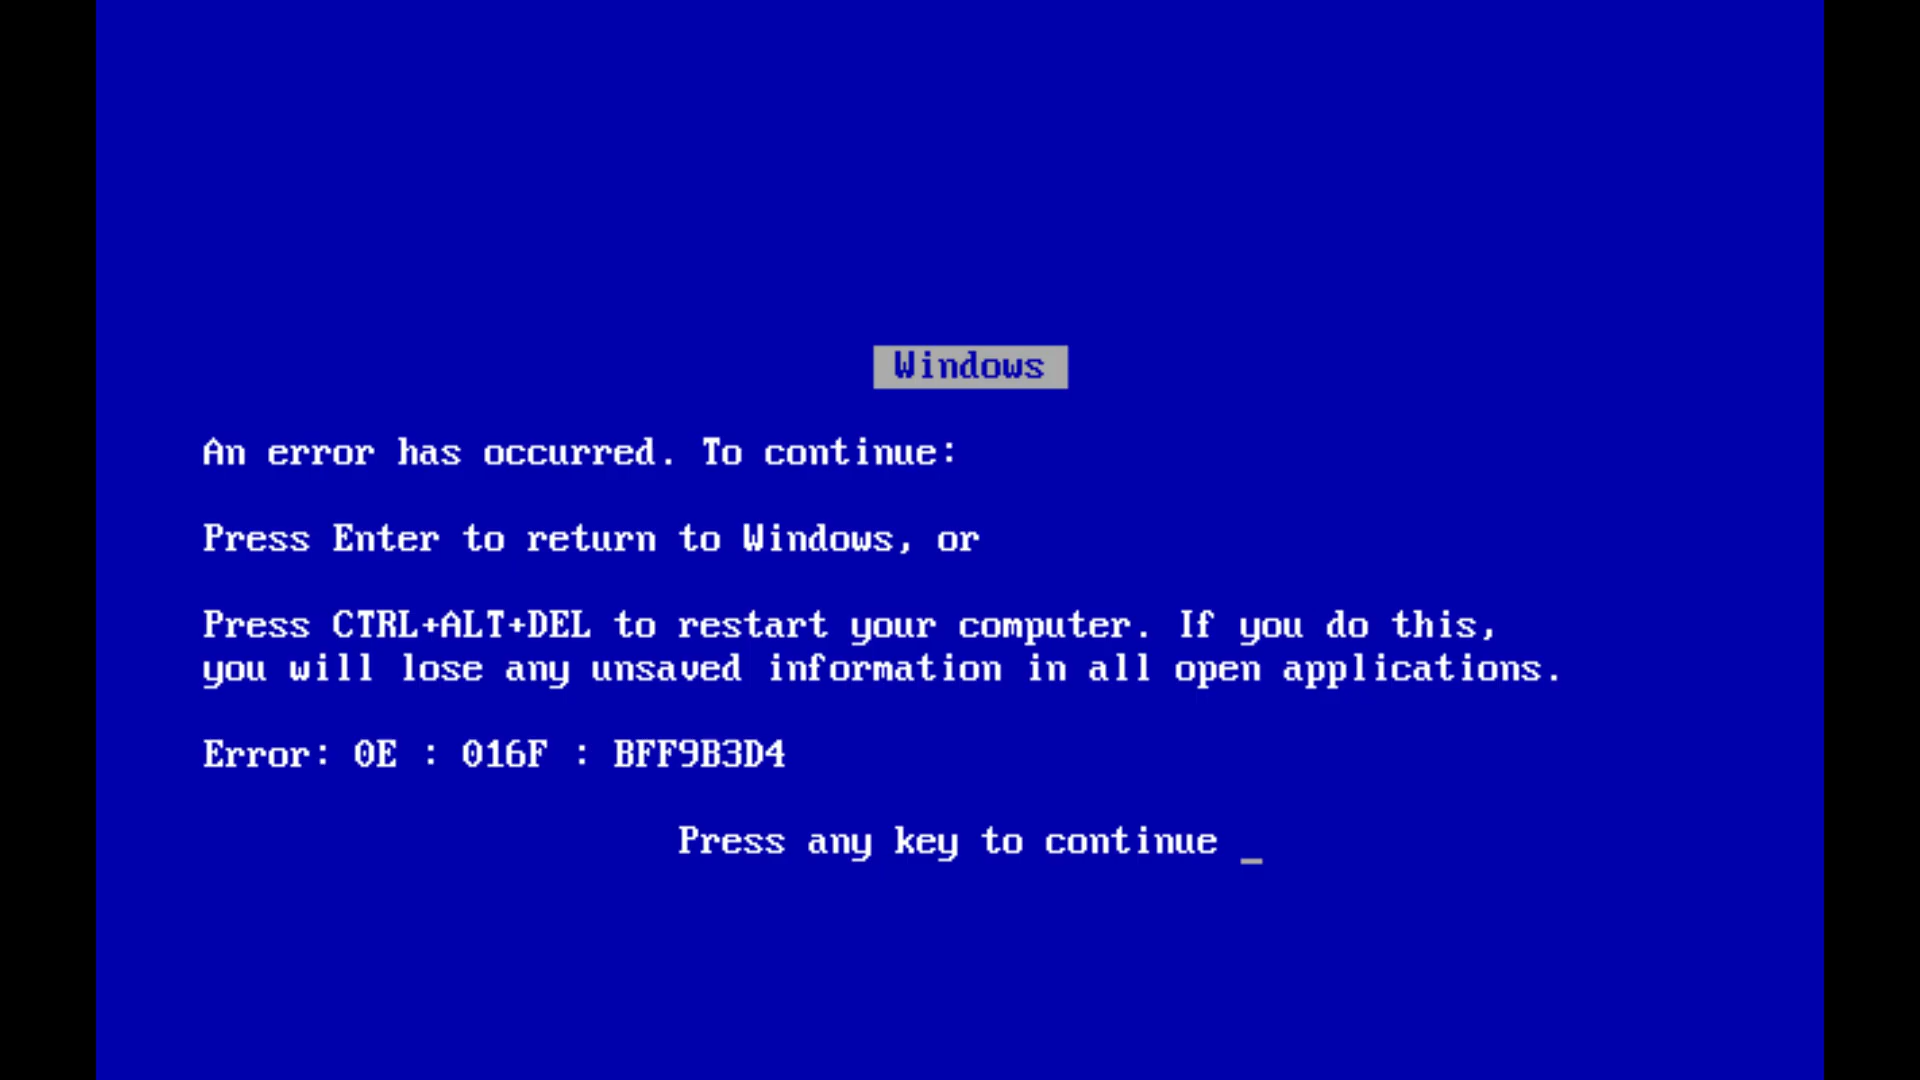 Windows
An error has occurred. To continue:
Press Enter to return to Windows, or
Press CTRL+ALT+DEL to restart your computer. If you do this,
you will lose any unsaved information in all open applications.
Error: 0E : 016F : BFF9B3D4
Press any key to continue _